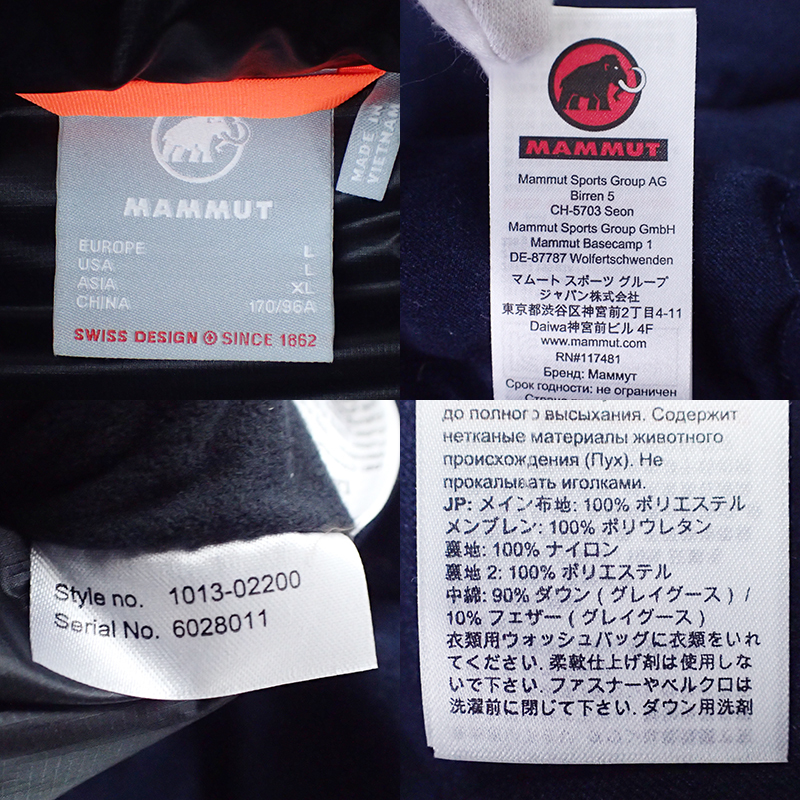 MADE IN
VIETNAM
MAMMUT
EUROPE L
USA L
ASIA XL
CHINA 170/96A
SWISS DESIGN SINCE 1862
MAMMUT
Mammut Sports Group AG
Birren 5
CH-5703 Seon
Mammut Sports Group GmbH
Mammut Basecamp 1
DE-87787 Wolfertschwenden
マムート スポーツ グループ
ジャパン株式会社
東京都渋谷区神宮前2丁目4-11
Daiwa神宮前ビル 4F
www.mammut.com
RN#117481
Бренд: Маммут
Срок годности: не ограничен
Style no. 1013-02200
Serial No. 6028011
до полного высыхания. Содержит
нетканые материалы животного
происхождения (Пух). Не
прокалывать иголками.
JP: メイン布地: 100% ポリエステル
メンブレン: 100% ポリウレタン
裏地: 100% ナイロン
裏地 2: 100% ポリエステル
中綿: 90% ダウン ( グレイグース ) /
10% フェザー ( グレイグース )
衣類用ウォッシュバッグに衣類をいれ
てください. 柔軟仕上げ剤は使用しな
いで下さい. ファスナーやベルクロは
洗濯前に閉じて下さい. ダウン用洗剤